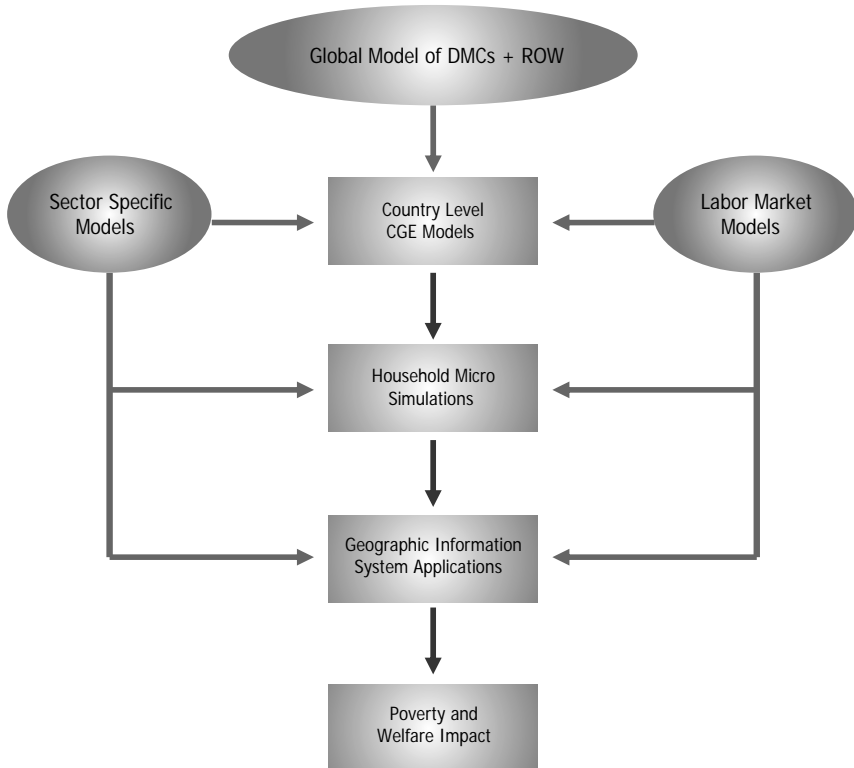 Global Model of DMCs + ROW
Sector Specific
Models
Country Level
CGE Models
Labor Market
Models
Household Micro
Simulations
Geographic Information
System Applications
Poverty and
Welfare Impact